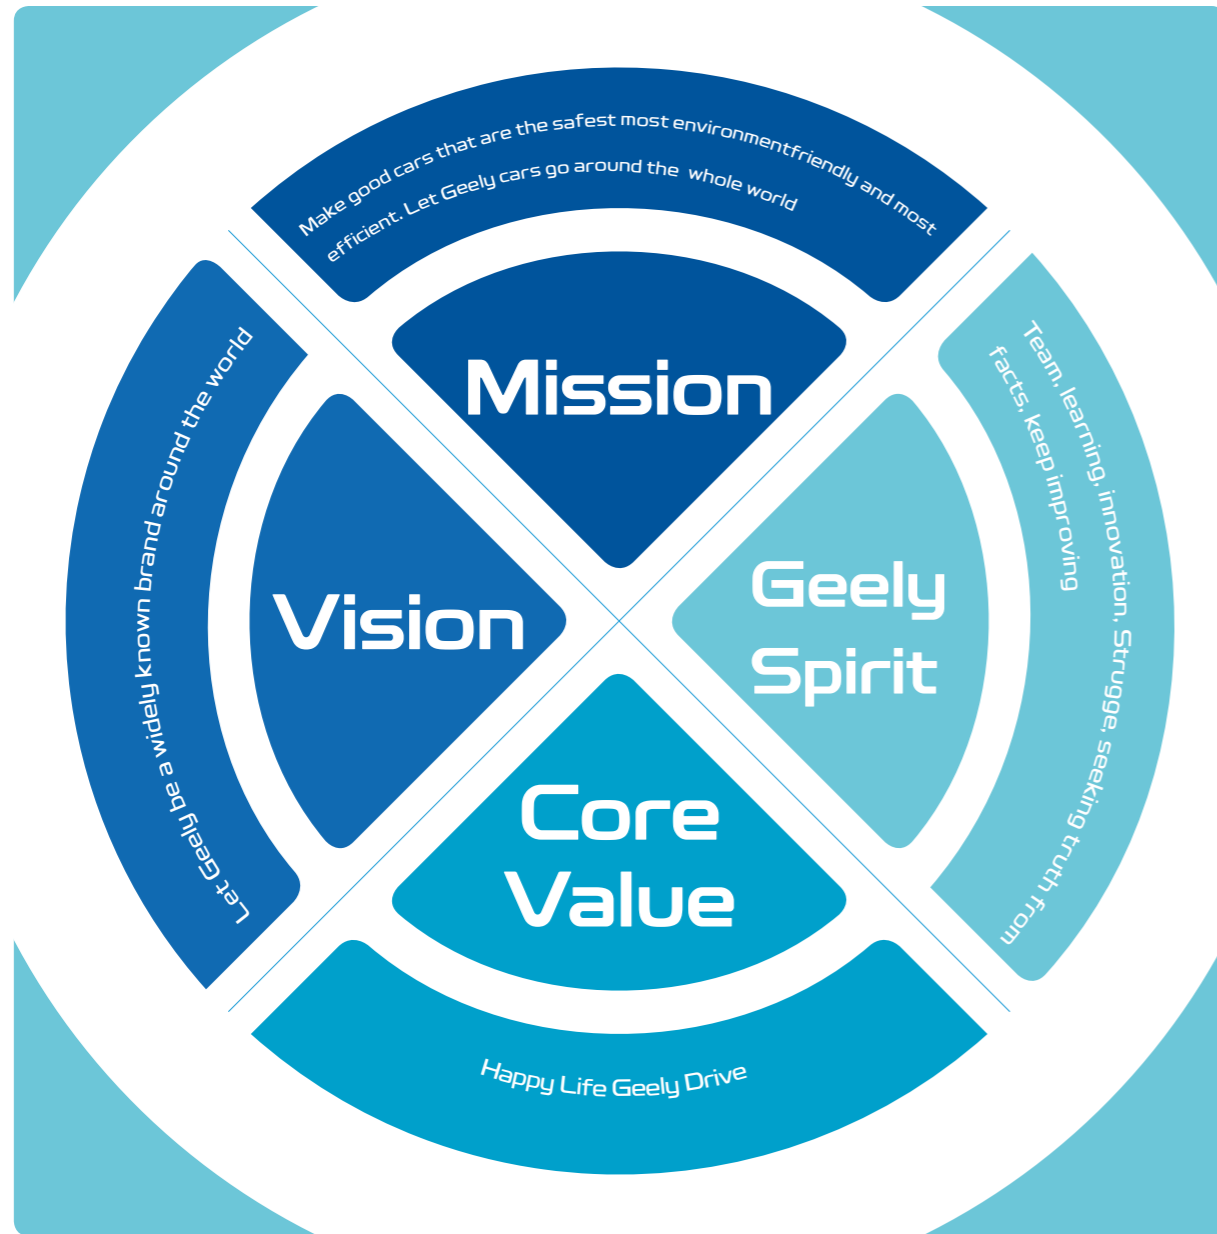 Make good cars that are the safest most environmentfriendly and most
efficient. Let Geely cars go around the whole world
Mission
Let Geely be a widely known brand around the world
Vision
Geely
Spirit
Team, learning, innovation, Strugge, seeking truth from
facts, keep improving
Core
Value
Happy Life Geely Drive